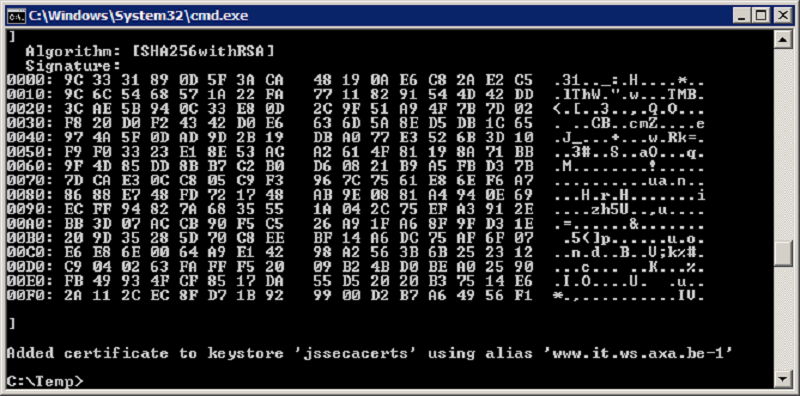 C:\Windows\System32\cmd.exe
]
Algorithm: [SHA256withRSA]
Signature:
0000: 9C 33 31 89 0D 5F 3A CA 48 19 0A E6 C8 2A E2 C5 .31.._:.H....*..
0010: 9C 6C 54 68 57 1A 22 FA 77 11 82 91 54 4D 42 DD .lThW.".w...TMB.
0020: 3C AE 5B 94 0C 33 E8 0D 2C 9F 51 A9 4F 7B 7D 02 <.[..3..,.Q.O...
0030: F8 20 D0 F2 43 42 D0 E6 63 6D 5A 8E D5 DB 1C 65 . ..CB..cmZ....e
0040: 97 4A 5F 0D AD 9D 2B 19 DB A0 77 E3 52 6B 3D 10 .J_...+...w.Rk=.
0050: F9 F0 33 23 E1 8E 53 AC A2 61 4F 81 19 8A 71 BB ..3#..S..aO...q.
0060: 9F 4D 85 DD 8B B7 C2 B0 D6 08 21 B9 A5 FB D3 7B .M........!.....
0070: 7D CA E3 0C C8 05 C9 F3 96 7C 75 61 E8 6E F6 A7 ..........ua.n..
0080: 86 88 E7 48 FD 72 17 48 AB 9E 08 81 A4 94 0E 69 ...H.r.H.......i
0090: EC FF 94 82 7A 68 35 55 1A 04 2C 75 EF A3 91 2E ....zh5U..,u....
00A0: BB 3D 07 AC CB 90 F5 C5 26 A9 1F A6 8F 9F D3 1E .=......&.......
00B0: 20 9D 35 28 5D 70 C8 EE BF 14 A6 DC 75 AF 6F 07 .5(]p......u.o.
00C0: E6 E8 6E 00 64 A9 E1 42 98 A2 56 3B 6B 25 23 12 ..n.d..B..V;k%#.
00D0: C9 04 02 63 FA FF F5 20 09 B2 4B D0 BE A0 25 90 ...c... ..K...%.
00E0: FB 49 93 4F CF 85 17 DA 55 D5 20 20 B3 75 14 E6 .I.O....U.  .u..
00F0: 2A 11 2C EC 8F D7 1B 92 99 00 D2 B7 A6 49 56 F1 *.,..........IV.
]
Added certificate to keystore 'jssecacerts' using alias 'www.it.ws.axa.be-1'
C:\Temp>